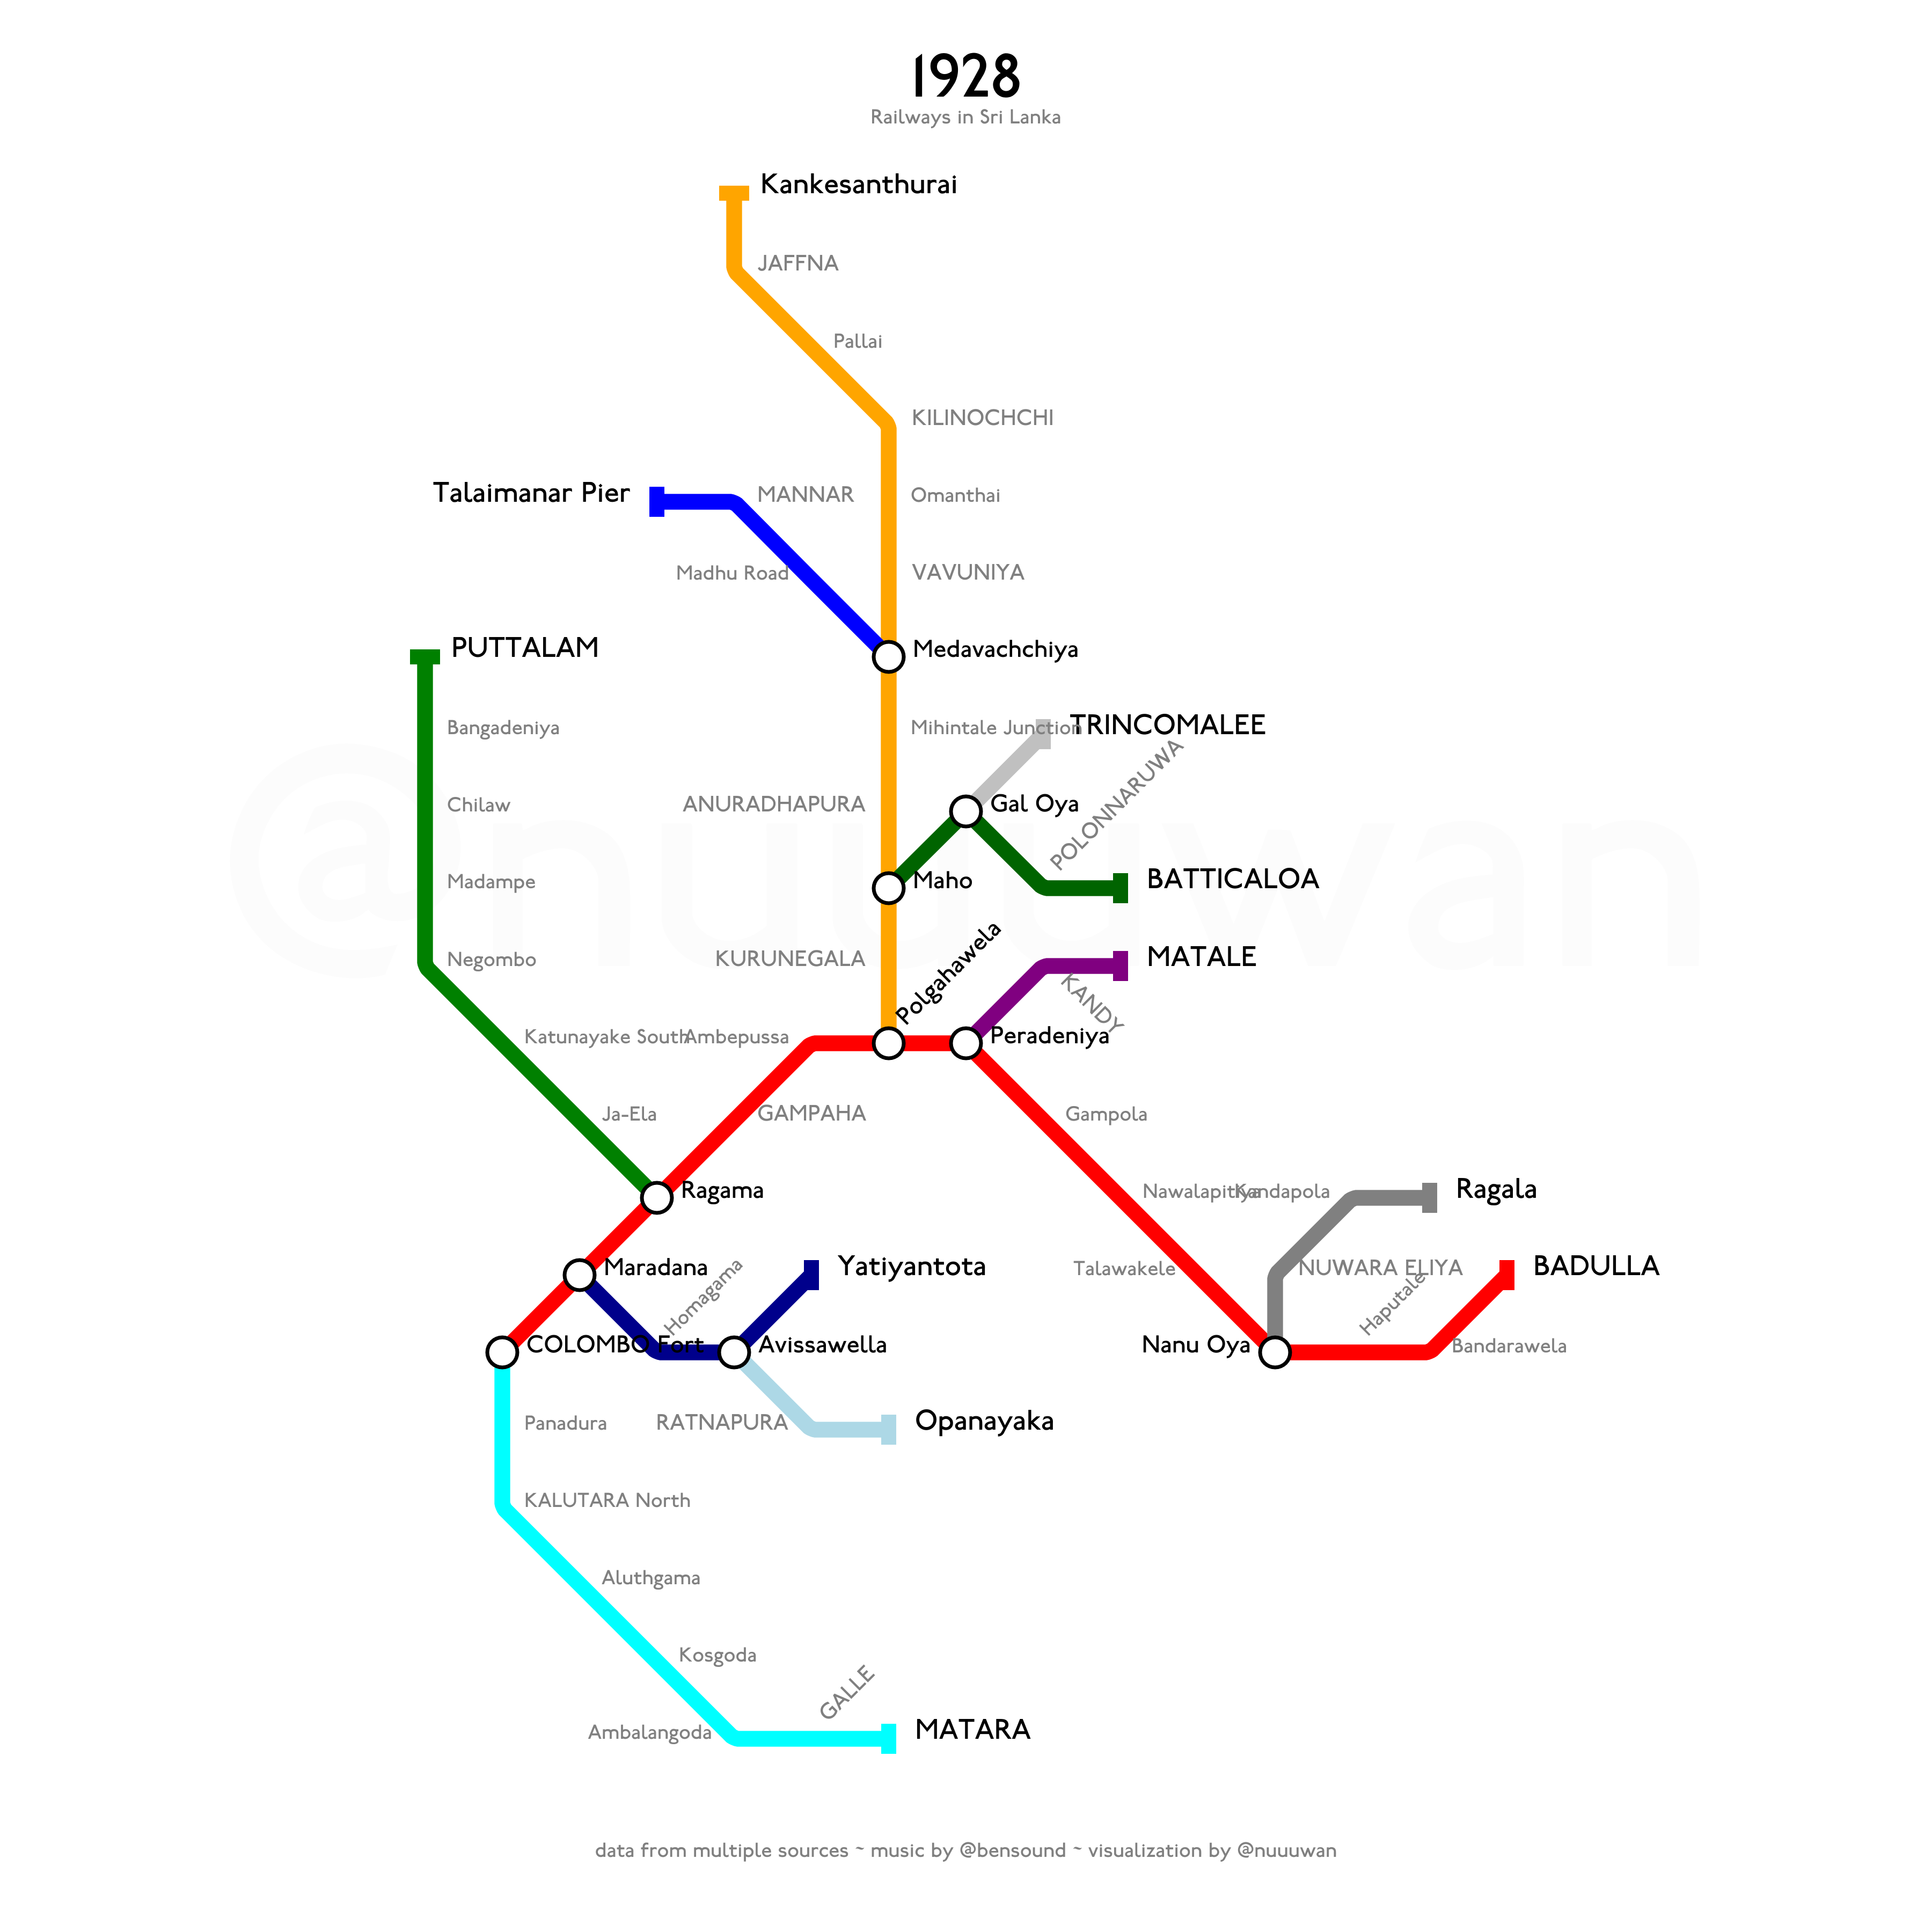 1928
Railways in Sri Lanka
Kankesanthurai
JAFFNA
Pallai
KILINOCHCHI
Talaimanar Pier
MANNAR
Omanthai
Madhu Road
VAVUNIYA
PUTTALAM
Medavachchiya
Bangadeniya
Mihintale Junction
TRINCOMALEE
Chilaw
ANURADHAPURA
Gal Oya
POLONNARUWA
Madampe
Maho
BATTICALOA
@nuuuwan
Negombo
KURUNEGALA
Polgahawela
MATALE
KANDY
Katunayake South
Ambepussa
Peradeniya
Ja-Ela
GAMPAHA
Gampola
Ragama
Nawalapitiya
Kandapola
Ragala
Maradana
Homagama
Yatiyantota
Talawakele
NUWARA ELIYA
Haputale
BADULLA
COLOMBO Fort
Avissawella
Nanu Oya
Bandarawela
Panadura
RATNAPURA
Opanayaka
KALUTARA North
Aluthgama
Kosgoda
GALLE
Ambalangoda
MATARA
data from multiple sources ~ music by @bensound ~ visualization by @nuuuwan